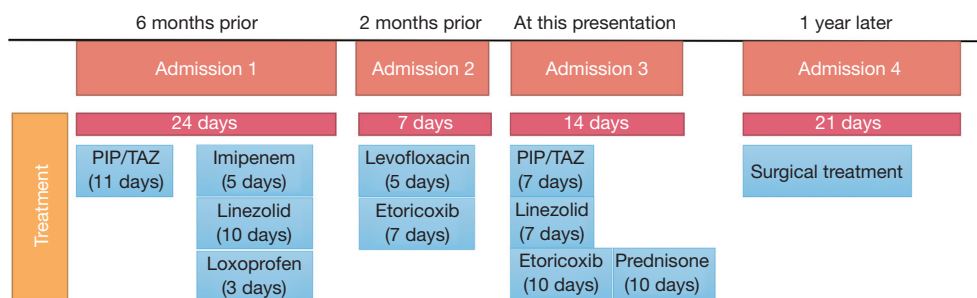 6 months prior
2 months prior
At this presentation
1 year later
Admission 1
Admission 2
Admission 3
Admission 4
24 days
7 days
14 days
21 days
Treatment
PIP/TAZ
(11 days)
Imipenem
(5 days)
Linezolid
(10 days)
Loxoprofen
(3 days)
Levofloxacin
(5 days)
Etoricoxib
(7 days)
PIP/TAZ
(7 days)
Linezolid
(7 days)
Etoricoxib
(10 days)
Prednisone
(10 days)
Surgical treatment